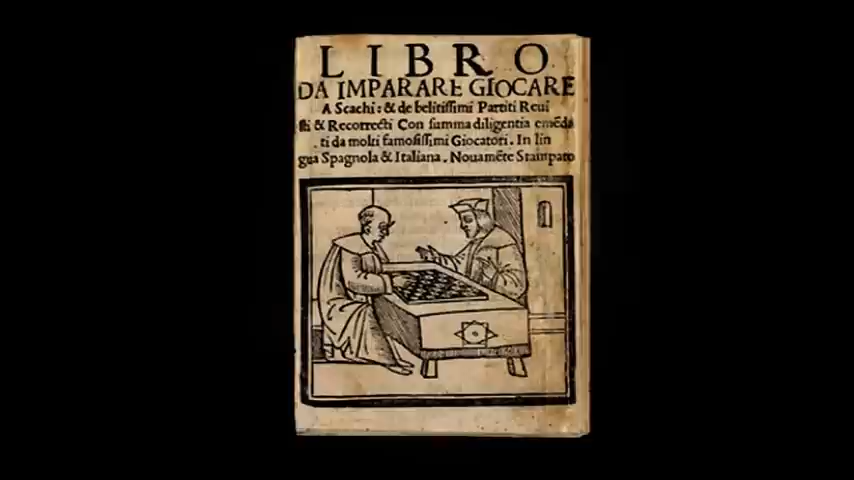 LIBRO
DA IMPARARE GIOCARE
A Scachi: & de belitissimi Partiti Reui
sti & Recorrecti Con summa diligentia emēda
ti da molti famosissimi Giocatori. In lin
gua Spagnola & Italiana. Nouamēte Stampato